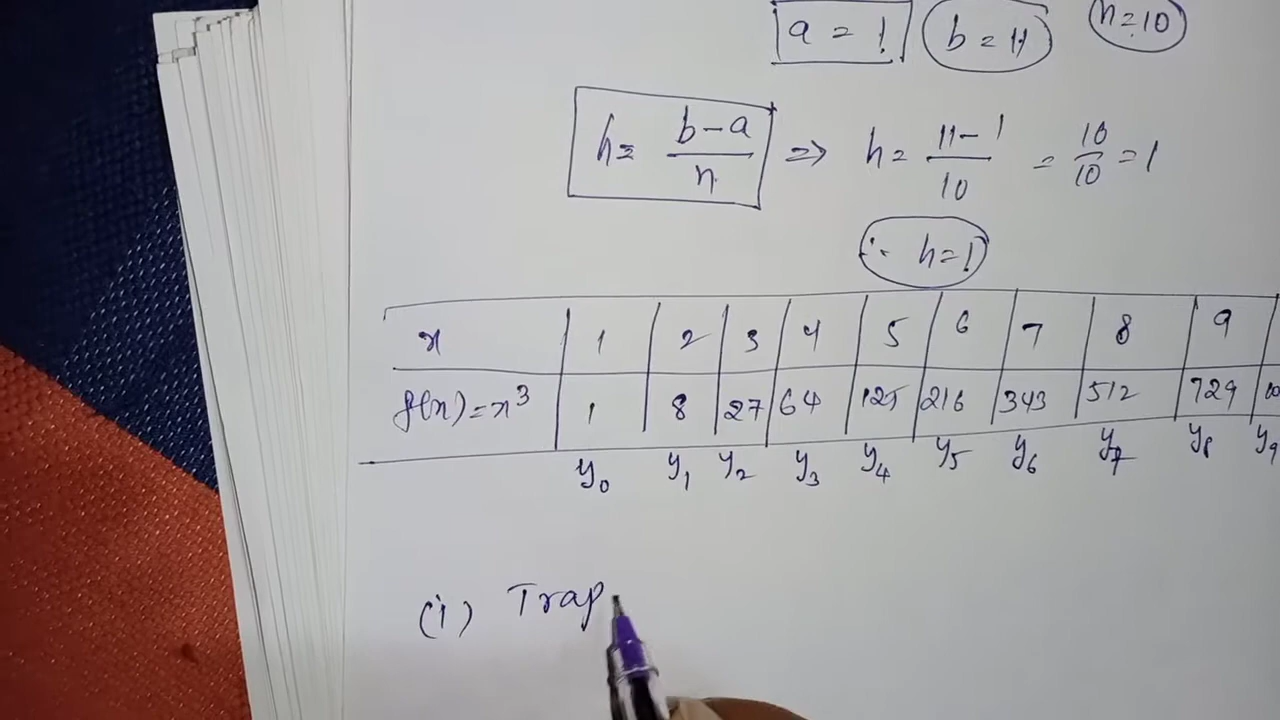 a = 1 b = 11 n = 10
h = b - a / n ⇒ h = 11 - 1 / 10 = 10 / 10 = 1
∴ h = 1
x 1 2 3 4 5 6 7 8 9
f(x) = x³ 1 8 27 64 125 216 343 512 729
y₀ y₁ y₂ y₃ y₄ y₅ y₆ y₇ y₈ y₉
(i) Trap